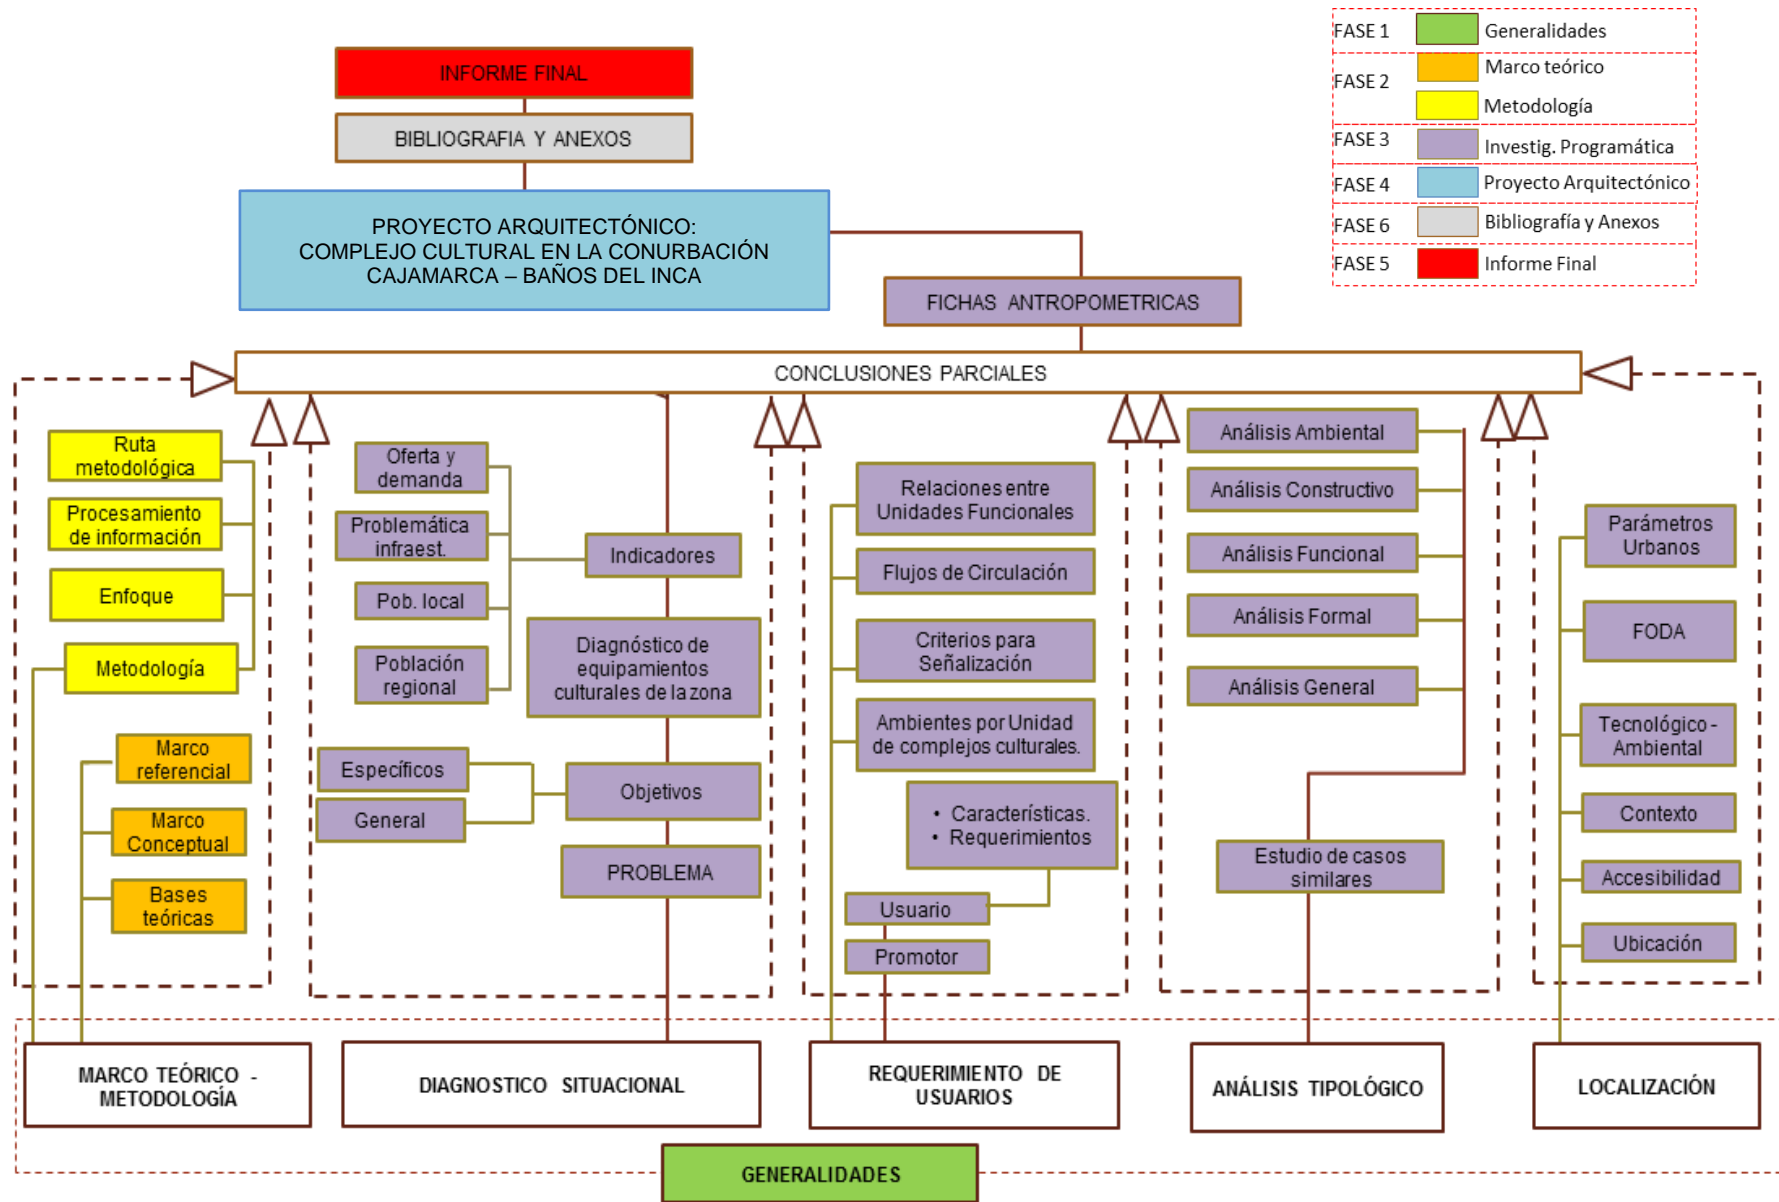 INFORME FINAL
BIBLIOGRAFIA Y ANEXOS
PROYECTO ARQUITECTÓNICO:
COMPLEJO CULTURAL EN LA CONURBACIÓN
CAJAMARCA – BAÑOS DEL INCA
FASE 1 Generalidades
FASE 2 Marco teórico
Metodología
FASE 3 Investig. Programática
FASE 4 Proyecto Arquitectónico
FASE 6 Bibliografía y Anexos
FASE 5 Informe Final
FICHAS ANTROPOMETRICAS
CONCLUSIONES PARCIALES
Ruta
metodológica
Procesamiento
de información
Enfoque
Metodología
Marco
referencial
Marco
Conceptual
Bases
teóricas
Oferta y
demanda
Problemática
infraest.
Pob. local
Población
regional
Indicadores
Diagnóstico de
equipamientos
culturales de la zona
Específicos
General
Objetivos
PROBLEMA
Relaciones entre
Unidades Funcionales
Flujos de Circulación
Criterios para
Señalización
Ambientes por Unidad
de complejos culturales.
• Características.
• Requerimientos
Usuario
Promotor
Análisis Ambiental
Análisis Constructivo
Análisis Funcional
Análisis Formal
Análisis General
Estudio de casos
similares
Parámetros
Urbanos
FODA
Tecnológico -
Ambiental
Contexto
Accesibilidad
Ubicación
MARCO TEÓRICO -
METODOLOGÍA
DIAGNOSTICO SITUACIONAL
REQUERIMIENTO DE
USUARIOS
ANÁLISIS TIPOLÓGICO
LOCALIZACIÓN
GENERALIDADES